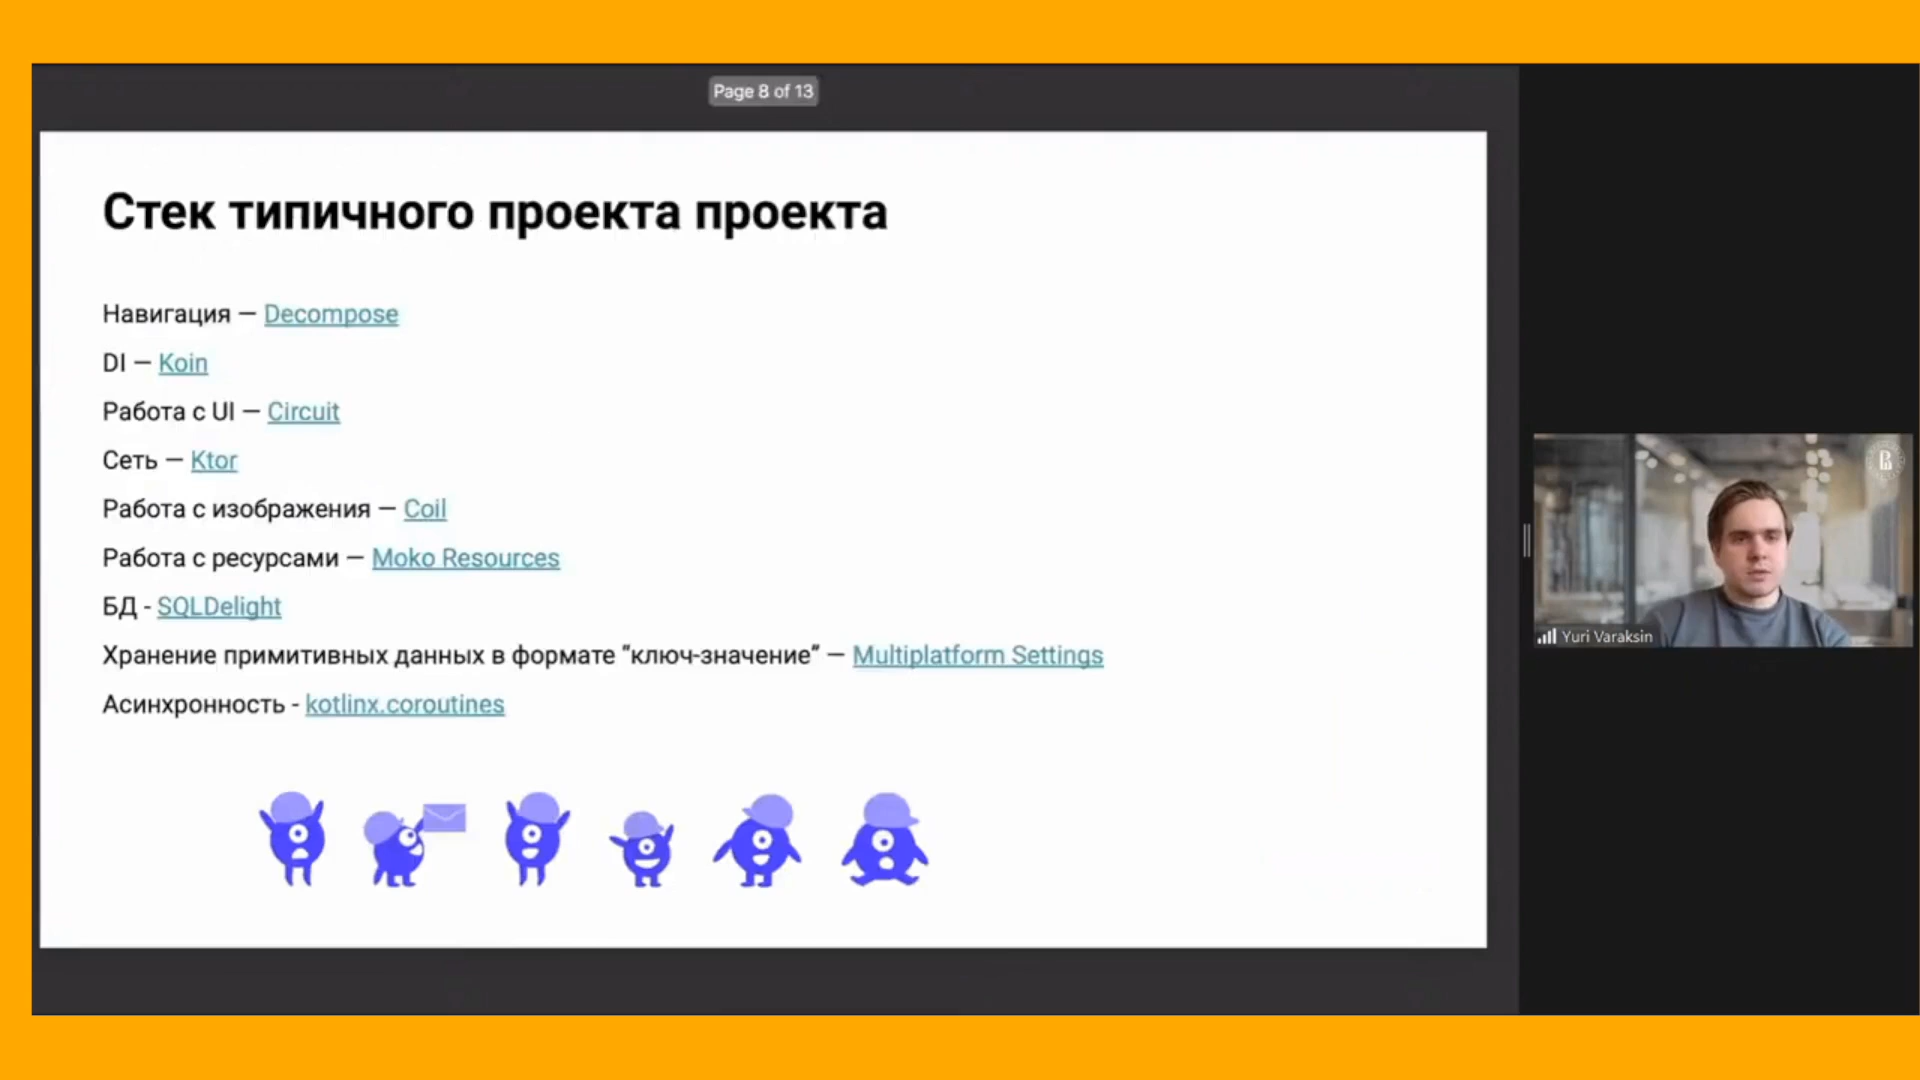 Page 8 of 13
Стек типичного проекта проекта
Навигация — Decompose
DI — Koin
Работа с UI — Circuit
Сеть — Ktor
Работа с изображения — Coil
Работа с ресурсами — Moko Resources
БД - SQLDelight
Хранение примитивных данных в формате “ключ-значение” — Multiplatform Settings
Асинхронность - kotlinx.coroutines
Yuri Varaksin